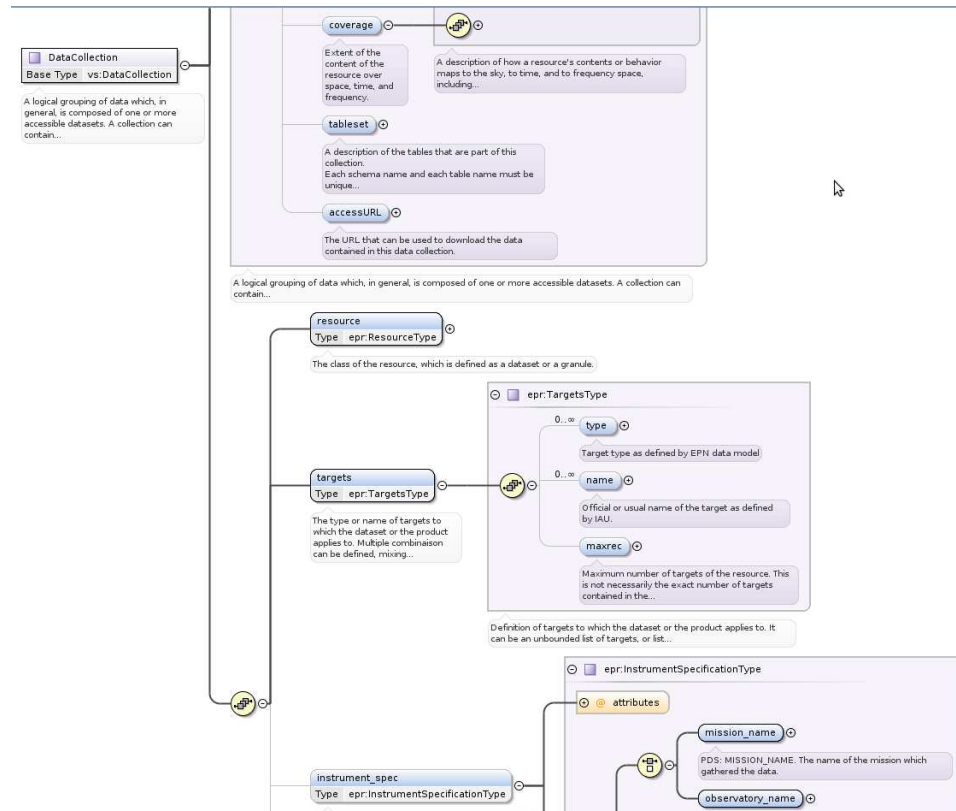 coverage
Extent of the
content of the
resource over
space, time, and
frequency.
A description of how a resource's contents or behavior
maps to the sky, to time, and to frequency space,
including...
DataCollection
Base Type vs:DataCollection
A logical grouping of data which, in
general, is composed of one or more
accessible datasets. A collection can
contain...
tableset
A description of the tables that are part of this
collection.
Each schema name and each table name must be
unique...
accessURL
The URL that can be used to download the data
contained in this data collection.
A logical grouping of data which, in general, is composed of one or more accessible datasets. A collection can
contain...
resource
Type epr:ResourceType
The class of the resource, which is defined as a dataset or a granule.
epr:TargetsType
0..∞
type
Target type as defined by EPN data model
0..∞
name
Official or usual name of the target as defined
by IAU.
maxrec
Maximum number of targets of the resource. This
is not necessarily the exact number of targets
contained in the...
targets
Type epr:TargetsType
The type or name of targets to
which the dataset or the product
applies to. Multiple combinaison
can be defined, mixing...
Definition of targets to which the dataset or the product applies to. It
can be an unbounded list of targets, or list...
epr:InstrumentSpecificationType
@ attributes
mission_name
PDS: MISSION_NAME. The name of the mission which
gathered the data.
observatory_name
instrument_spec
Type epr:InstrumentSpecificationType